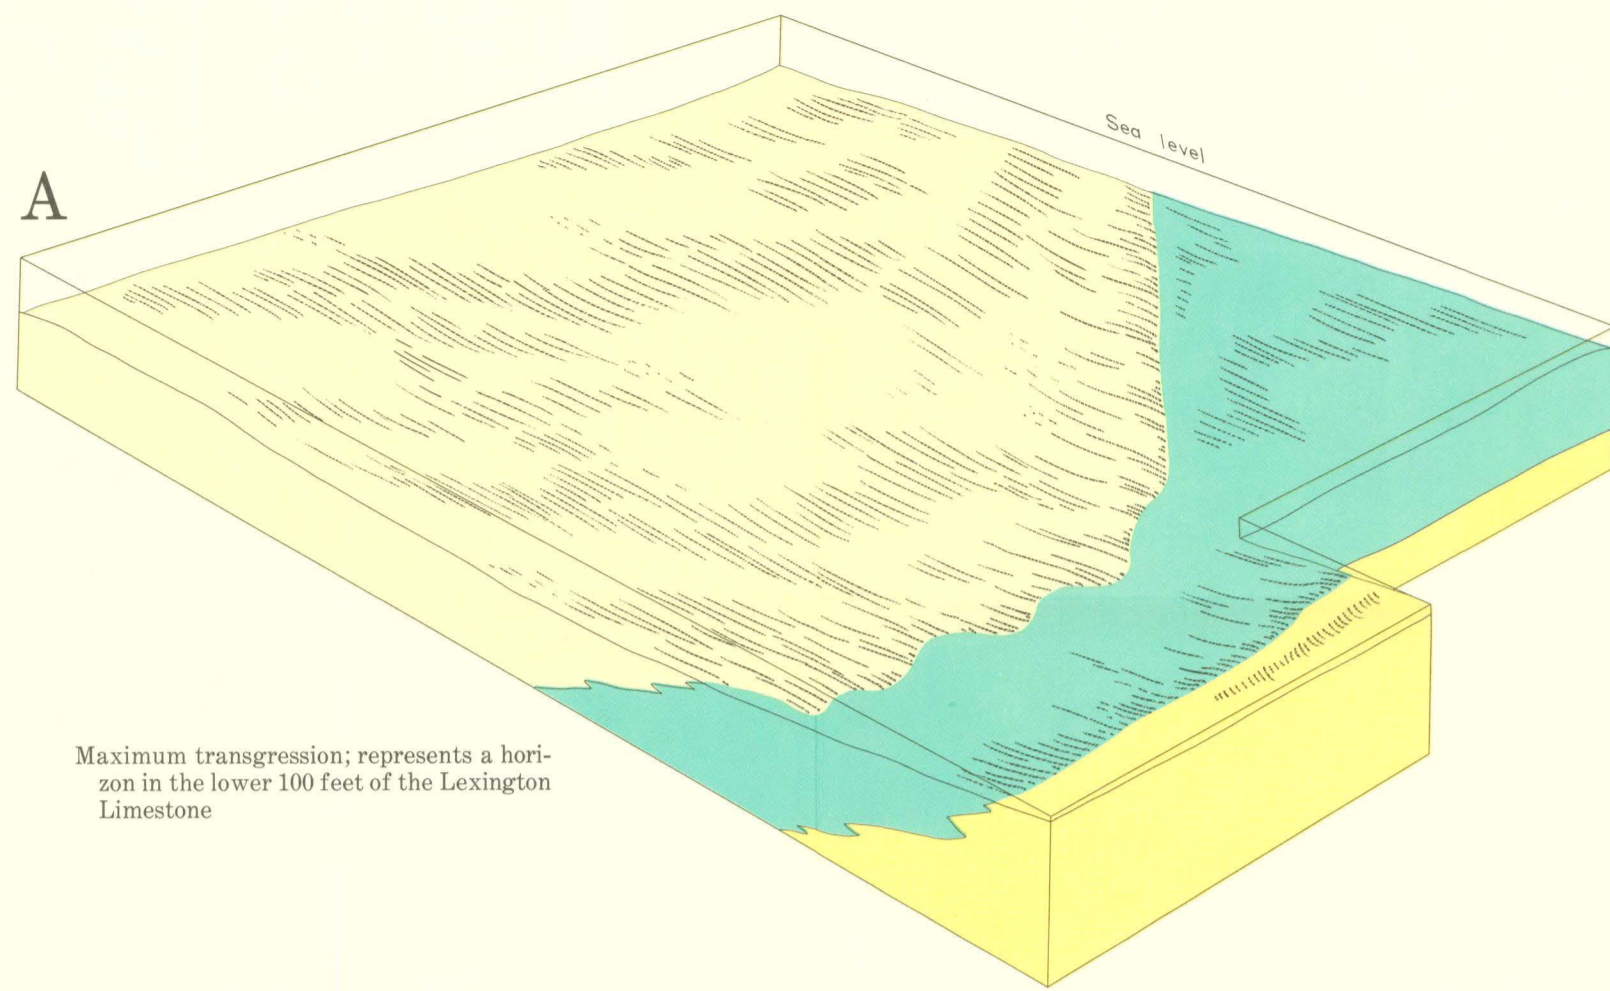 Sea level
A
Maximum transgression; represents a hori-
zon in the lower 100 feet of the Lexington
Limestone